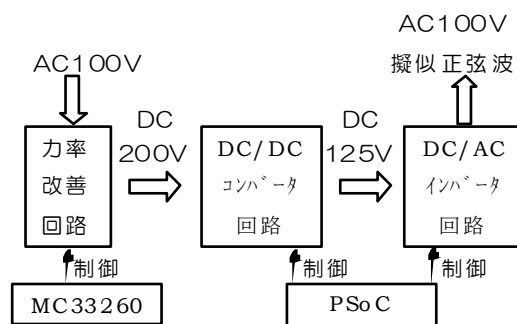 AC100V
AC100V
擬似正弦波
力率
改善
回路
DC
200V
DC/DC
コンバータ
回路
DC
125V
DC/AC
インバータ
回路
制御
制御
制御
MC33260
PSoC